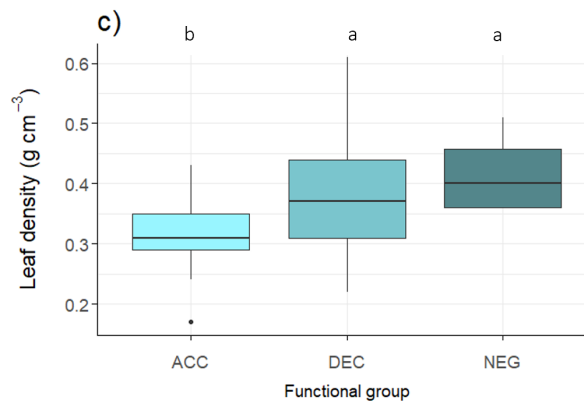 c)
b a a
Leaf density (g cm⁻³)
0.6
0.5
0.4
0.3
0.2
ACC DEC NEG
Functional group